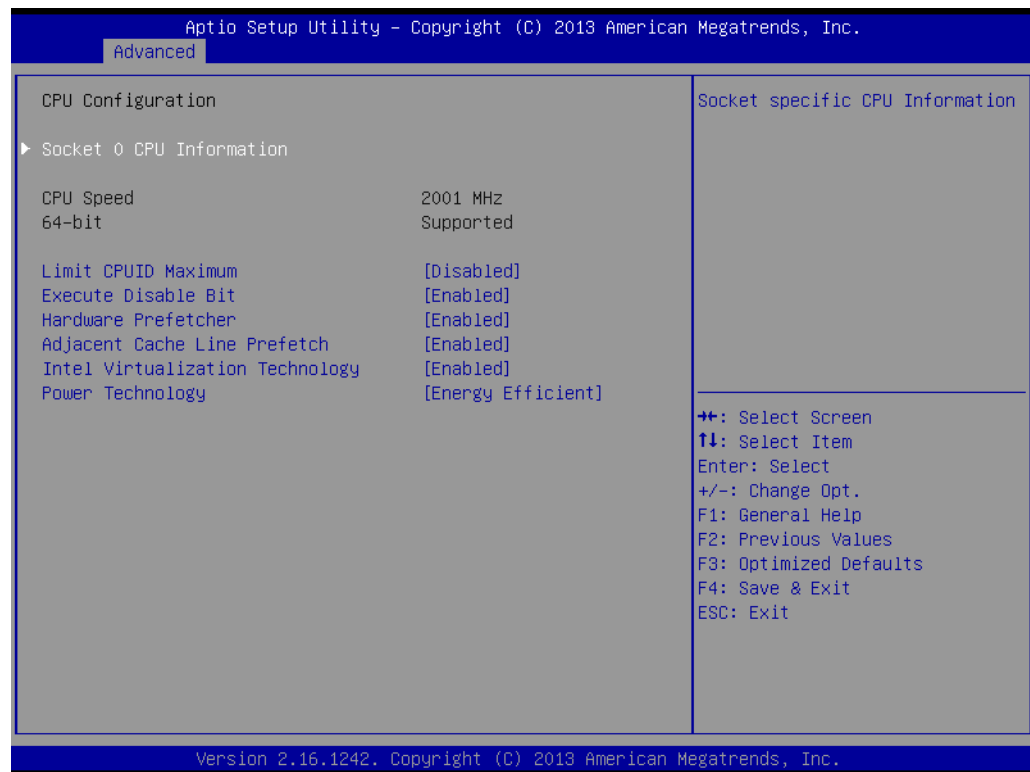 Aptio Setup Utility – Copyright (C) 2013 American Megatrends, Inc.
Advanced
CPU Configuration
Socket 0 CPU Information
CPU Speed 2001 MHz
64-bit Supported
Limit CPUID Maximum [Disabled]
Execute Disable Bit [Enabled]
Hardware Prefetcher [Enabled]
Adjacent Cache Line Prefetch [Enabled]
Intel Virtualization Technology [Enabled]
Power Technology [Energy Efficient]
Socket specific CPU Information
→←: Select Screen
↑↓: Select Item
Enter: Select
+/-: Change Opt.
F1: General Help
F2: Previous Values
F3: Optimized Defaults
F4: Save & Exit
ESC: Exit
Version 2.16.1242. Copyright (C) 2013 American Megatrends, Inc.